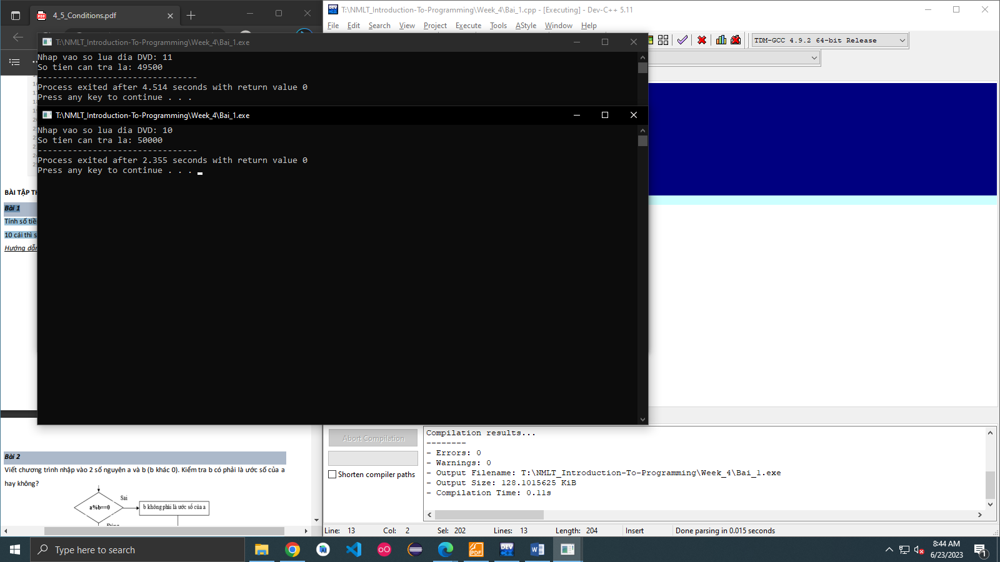 4_5_Conditions.pdf
T:\NMLT_Introduction-To-Programming\Week_4\Bai_1.cpp - [Executing] - Dev-C++ 5.11
File Edit Search View Project Execute Tools AStyle Window Help
TDM-GCC 4.9.2 64-bit Release
T:\NMLT_Introduction-To-Programming\Week_4\Bai_1.exe
Nhap vao so lua dia DVD: 11
So tien can tra la: 49500
--------------------------------
Process exited after 4.514 seconds with return value 0
Press any key to continue . . .
T:\NMLT_Introduction-To-Programming\Week_4\Bai_1.exe
Nhap vao so lua dia DVD: 10
So tien can tra la: 50000
--------------------------------
Process exited after 2.355 seconds with return value 0
Press any key to continue . . .
BÀI TẬP
Bài 1
Tính số
10 cái thì
Bài 2
Viết chương trình nhập vào 2 số nguyên a và b (b khác 0). Kiểm tra b có phải là ước số của a
hay không?
Sai
a%b==0
b không phải là ước số của a
Abort Compilation
Shorten compiler paths
Compilation results...
--------
- Errors: 0
- Warnings: 0
- Output Filename: T:\NMLT_Introduction-To-Programming\Week_4\Bai_1.exe
- Output Size: 128.1015625 KiB
- Compilation Time: 0.11s
Line: 13 Col: 2 Sel: 202 Lines: 13 Length: 204 Insert Done parsing in 0.015 seconds
Type here to search
8:44 AM
6/23/2023
1